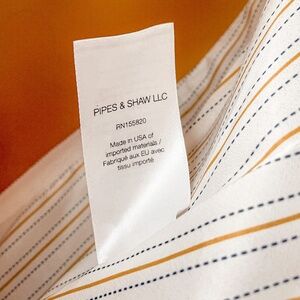 PIPES & SHAW LLC
RN155820
Made in USA of
imported materials /
Fabriqué aux EU avec
tissu importé.